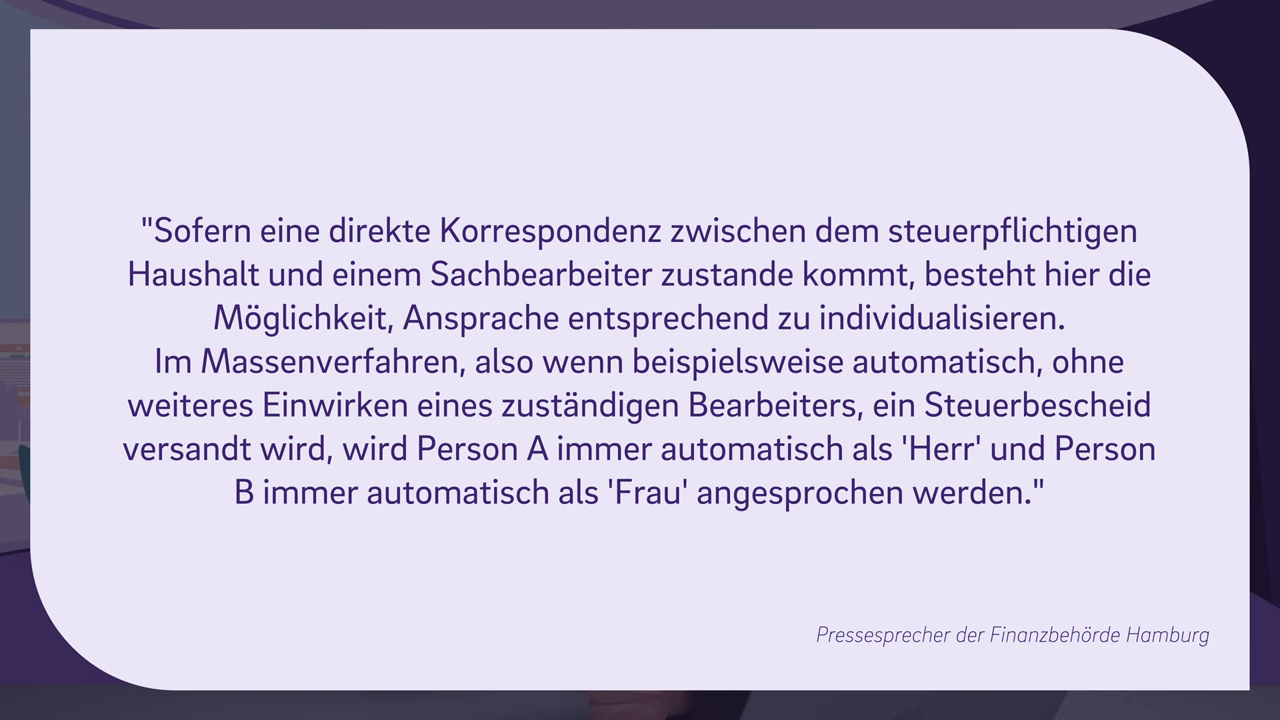 "Sofern eine direkte Korrespondenz zwischen dem steuerpflichtigen
Haushalt und einem Sachbearbeiter zustande kommt, besteht hier die
Möglichkeit, Ansprache entsprechend zu individualisieren.
Im Massenverfahren, also wenn beispielsweise automatisch, ohne
weiteres Einwirken eines zuständigen Bearbeiters, ein Steuerbescheid
versandt wird, wird Person A immer automatisch als 'Herr' und Person
B immer automatisch als 'Frau' angesprochen werden."
Pressesprecher der Finanzbehörde Hamburg